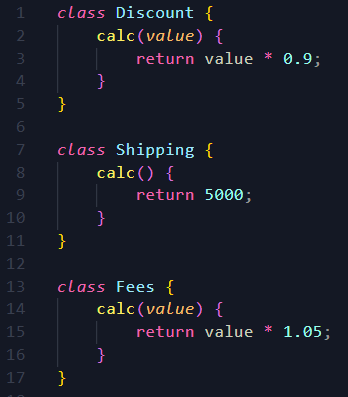 1 class Discount {
2     calc(value) {
3         return value * 0.9;
4     }
5 }
6
7 class Shipping {
8     calc() {
9         return 5000;
10     }
11 }
12
13 class Fees {
14     calc(value) {
15         return value * 1.05;
16     }
17 }